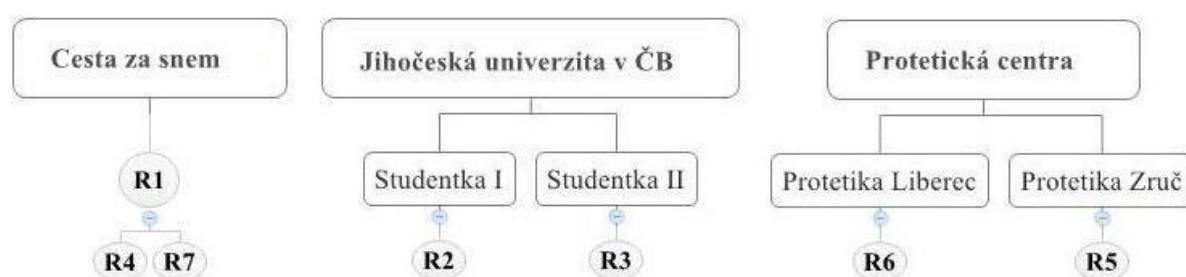 Cesta za snem
Jihočeská univerzita v ČB
Protetická centra
Studentka I
Studentka II
Protetika Liberec
Protetika Zruč
R1
R4
R7
R2
R3
R6
R5